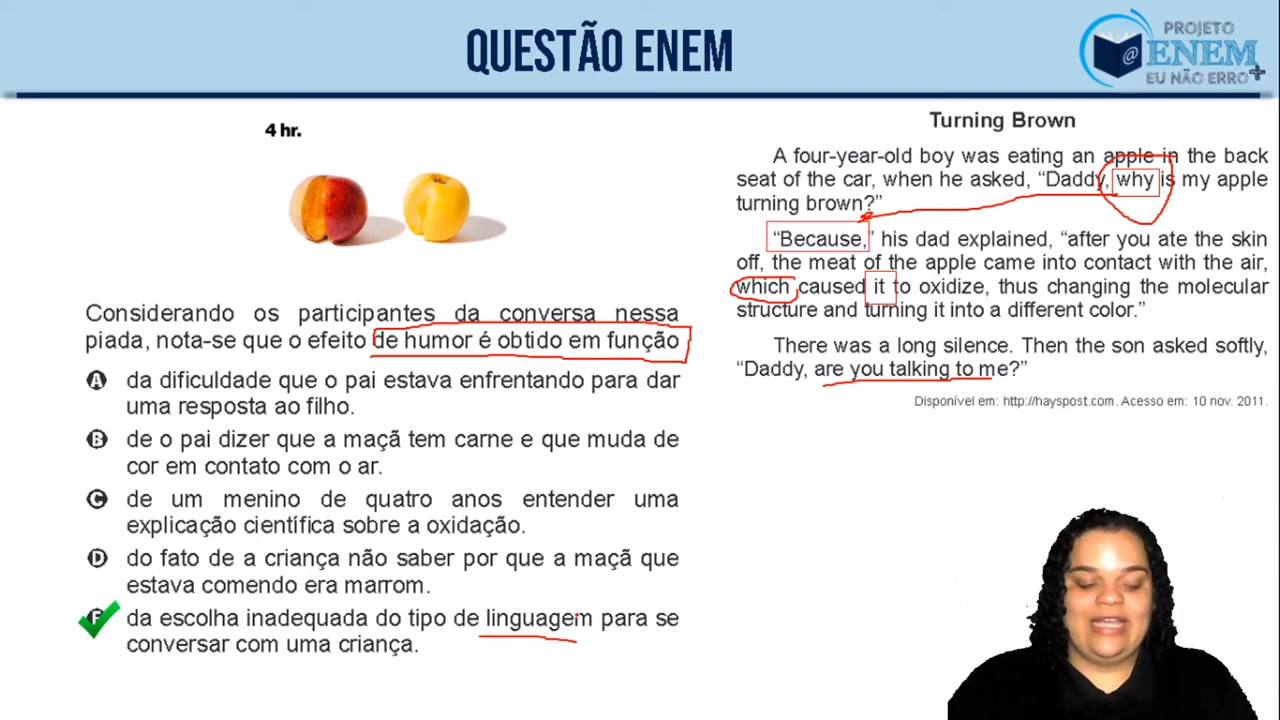 QUESTÃO ENEM
PROJETO
@
ENEM+
EU NÃO ERRO
4 hr.
Considerando os participantes da conversa nessa
piada, nota-se que o efeito de humor é obtido em função
A da dificuldade que o pai estava enfrentando para dar
uma resposta ao filho.
B de o pai dizer que a maçã tem carne e que muda de
cor em contato com o ar.
C de um menino de quatro anos entender uma
explicação científica sobre a oxidação.
D do fato de a criança não saber por que a maçã que
estava comendo era marrom.
E da escolha inadequada do tipo de linguagem para se
conversar com uma criança.
Turning Brown
A four-year-old boy was eating an apple in the back
seat of the car, when he asked, “Daddy, why is my apple
turning brown?”
“Because,” his dad explained, “after you ate the skin
off, the meat of the apple came into contact with the air,
which caused it to oxidize, thus changing the molecular
structure and turning it into a different color.”
There was a long silence. Then the son asked softly,
“Daddy, are you talking to me?”
Disponível em: http://hayspost.com. Acesso em: 10 nov. 2011.